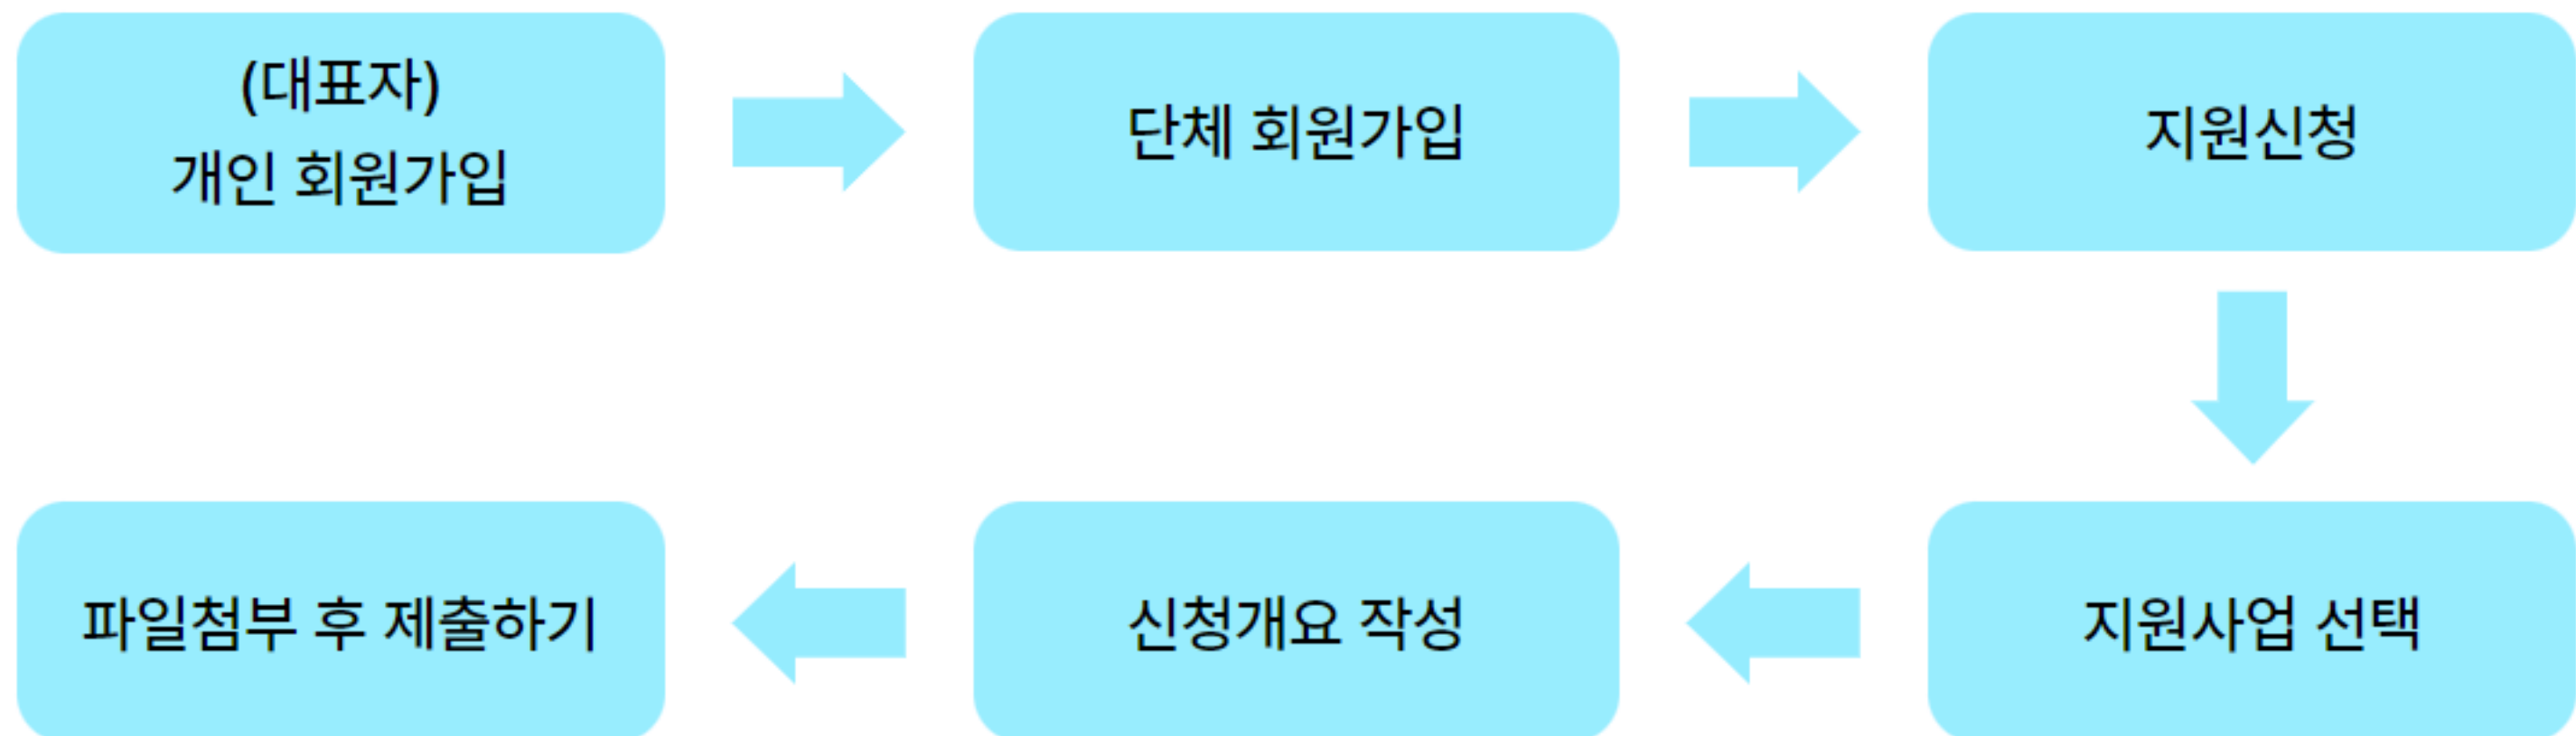 (대표자)
개인 회원가입
단체 회원가입
지원신청
지원사업 선택
신청개요 작성
파일첨부 후 제출하기